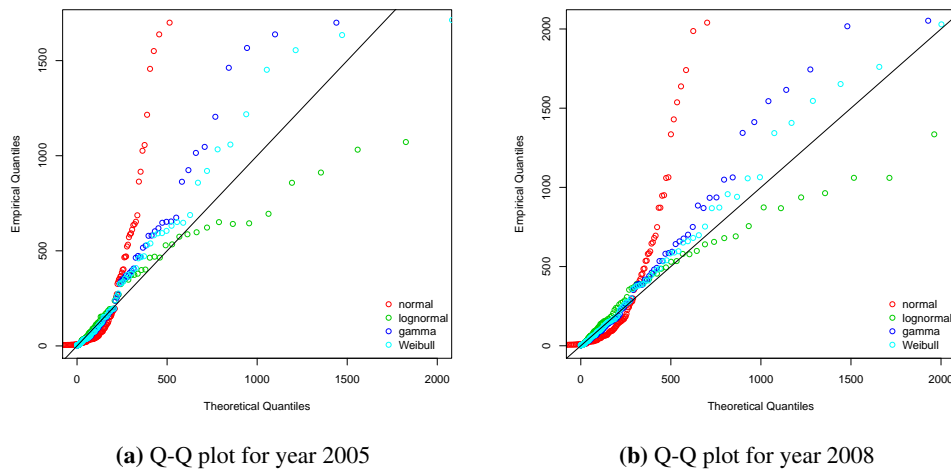 1500
1000
500
0
Empirical Quantiles
0 500 1000 1500 2000
Theoretical Quantiles
normal
lognormal
gamma
Weibull
(a) Q-Q plot for year 2005
2000
1500
1000
500
0
Empirical Quantiles
0 500 1000 1500 2000
Theoretical Quantiles
normal
lognormal
gamma
Weibull
(b) Q-Q plot for year 2008